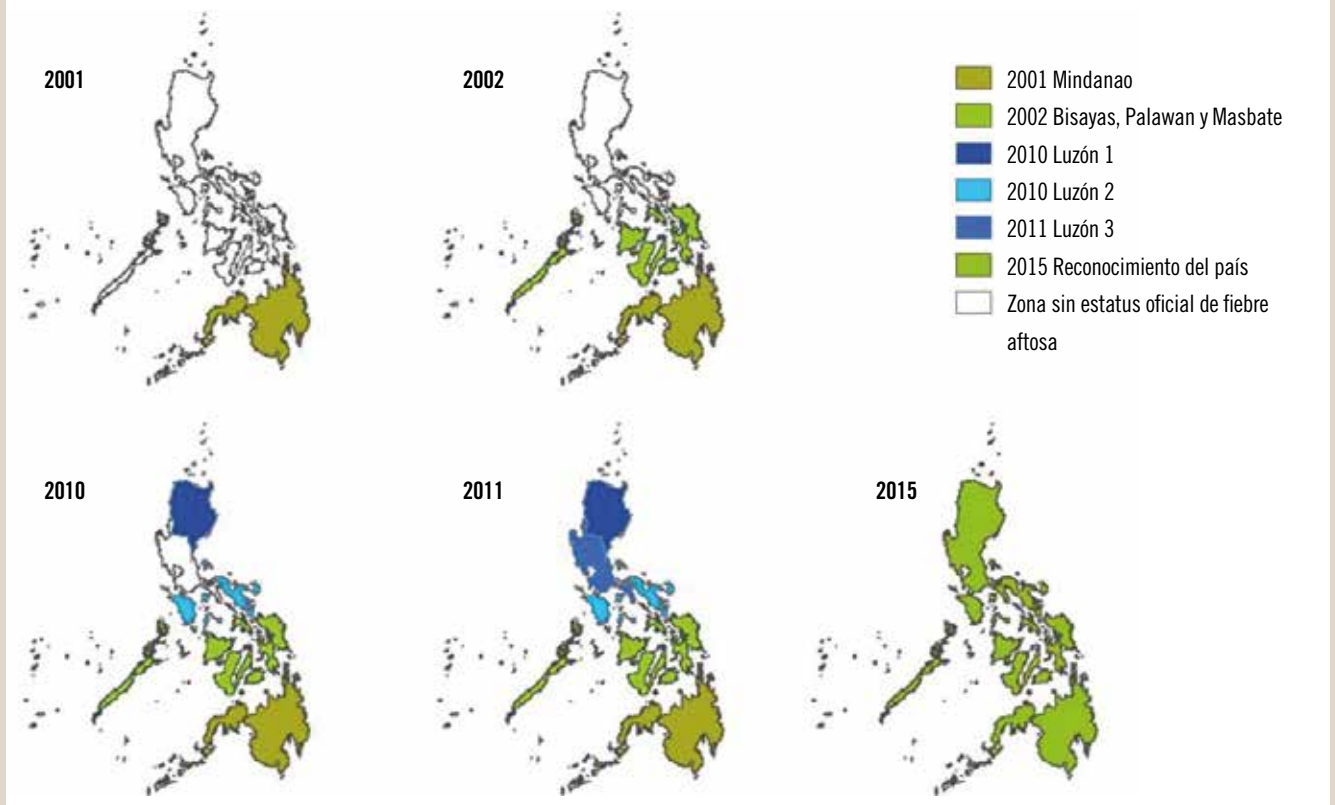 2001
2002
2001 Mindanao
2002 Bisayas, Palawan y Masbate
2010 Luzón 1
2010 Luzón 2
2011 Luzón 3
2015 Reconocimiento del país
Zona sin estatus oficial de fiebre
aftosa
2010
2011
2015